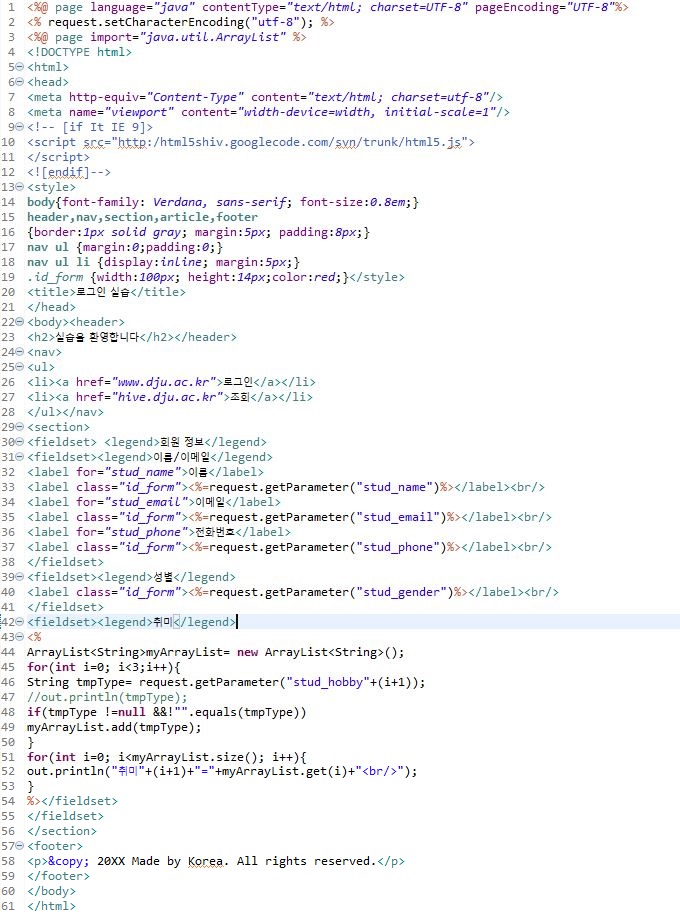 1 <%@ page language="java" contentType="text/html; charset=UTF-8" pageEncoding="UTF-8"%>
2 <% request.setCharacterEncoding("utf-8"); %>
3 <%@ page import="java.util.ArrayList" %>
4 <!DOCTYPE html>
5 <html>
6 <head>
7 <meta http-equiv="Content-Type" content="text/html; charset=utf-8"/>
8 <meta name="viewport" content="width-device=width, initial-scale=1"/>
9 <!-- [if It IE 9]>
10 <script src="http:/html5shiv.googlecode.com/svn/trunk/html5.js">
11 </script>
12 <![endif]-->
13 <style>
14 body{font-family: Verdana, sans-serif; font-size:0.8em;}
15 header,nav,section,article,footer
16 {border:1px solid gray; margin:5px; padding:8px;}
17 nav ul {margin:0;padding:0;}
18 nav ul li {display:inline; margin:5px;}
19 .id_form {width:100px; height:14px;color:red;}</style>
20 <title>로그인 실습</title>
21 </head>
22 <body><header>
23 <h2>실습을 환영합니다</h2></header>
24 <nav>
25 <ul>
26 <li><a href="www.dju.ac.kr">로그인</a></li>
27 <li><a href="hive.dju.ac.kr">조회</a></li>
28 </ul></nav>
29 <section>
30 <fieldset> <legend>회원 정보</legend>
31 <fieldset><legend>이름/이메일</legend>
32 <label for="stud_name">이름</label>
33 <label class="id_form"><%=request.getParameter("stud_name")%></label><br/>
34 <label for="stud_email">이메일</label>
35 <label class="id_form"><%=request.getParameter("stud_email")%></label><br/>
36 <label for="stud_phone">전화번호</label>
37 <label class="id_form"><%=request.getParameter("stud_phone")%></label><br/>
38 </fieldset>
39 <fieldset><legend>성별</legend>
40 <label class="id_form"><%=request.getParameter("stud_gender")%></label><br/>
41 </fieldset>
42 <fieldset><legend>취미</legend>
43 <%
44 ArrayList<String>myArrayList= new ArrayList<String>();
45 for(int i=0; i<3;i++){
46 String tmpType= request.getParameter("stud_hobby"+(i+1));
47 //out.println(tmpType);
48 if(tmpType !=null &&!"".equals(tmpType))
49 myArrayList.add(tmpType);
50 }
51 for(int i=0; i<myArrayList.size(); i++){
52 out.println("취미"+(i+1)+"="+myArrayList.get(i)+"<br/>");
53 }
54 %></fieldset>
55 </fieldset>
56 </section>
57 <footer>
58 <p>&copy; 20XX Made by Korea. All rights reserved.</p>
59 </footer>
60 </body>
61 </html>